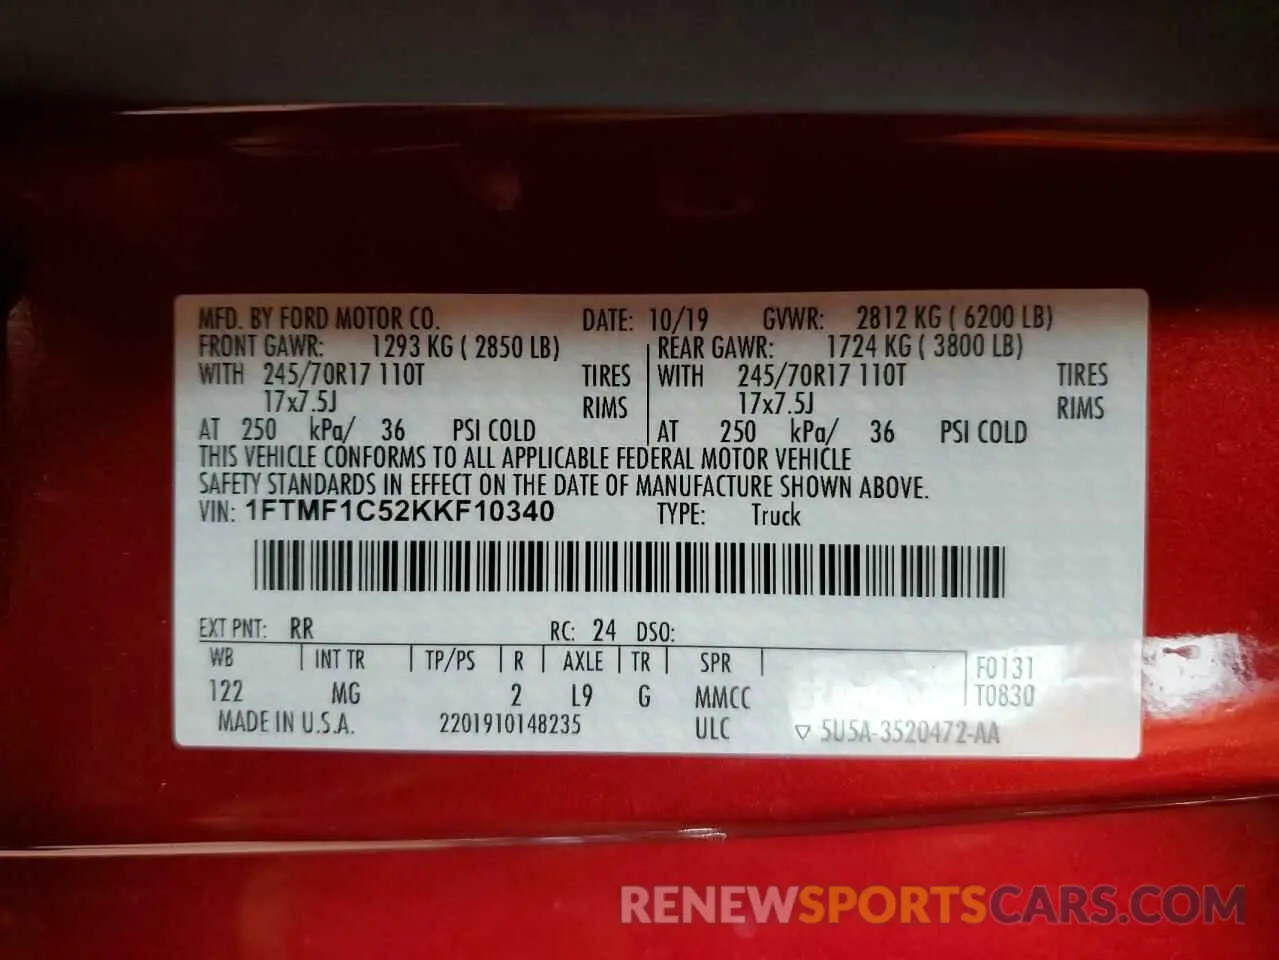 MFD. BY FORD MOTOR CO. DATE: 10/19 GVWR: 2812 KG ( 6200 LB)
FRONT GAWR: 1293 KG ( 2850 LB) REAR GAWR: 1724 KG ( 3800 LB)
WITH 245/70R17 110T TIRES WITH 245/70R17 110T TIRES
17x7.5J RIMS 17x7.5J RIMS
AT 250 kPa/ 36 PSI COLD AT 250 kPa/ 36 PSI COLD
THIS VEHICLE CONFORMS TO ALL APPLICABLE FEDERAL MOTOR VEHICLE
SAFETY STANDARDS IN EFFECT ON THE DATE OF MANUFACTURE SHOWN ABOVE.
VIN: 1FTMF1C52KKF10340 TYPE: Truck
EXT PNT: RR RC: 24 DSO:
WB INT TR TP/PS R AXLE TR SPR F0131
122 MG 2 L9 G MMCC T0830
MADE IN U.S.A. 2201910148235 ULC ▽ 5U5A-3520472-AA
RENEWSPORTSCARS.COM